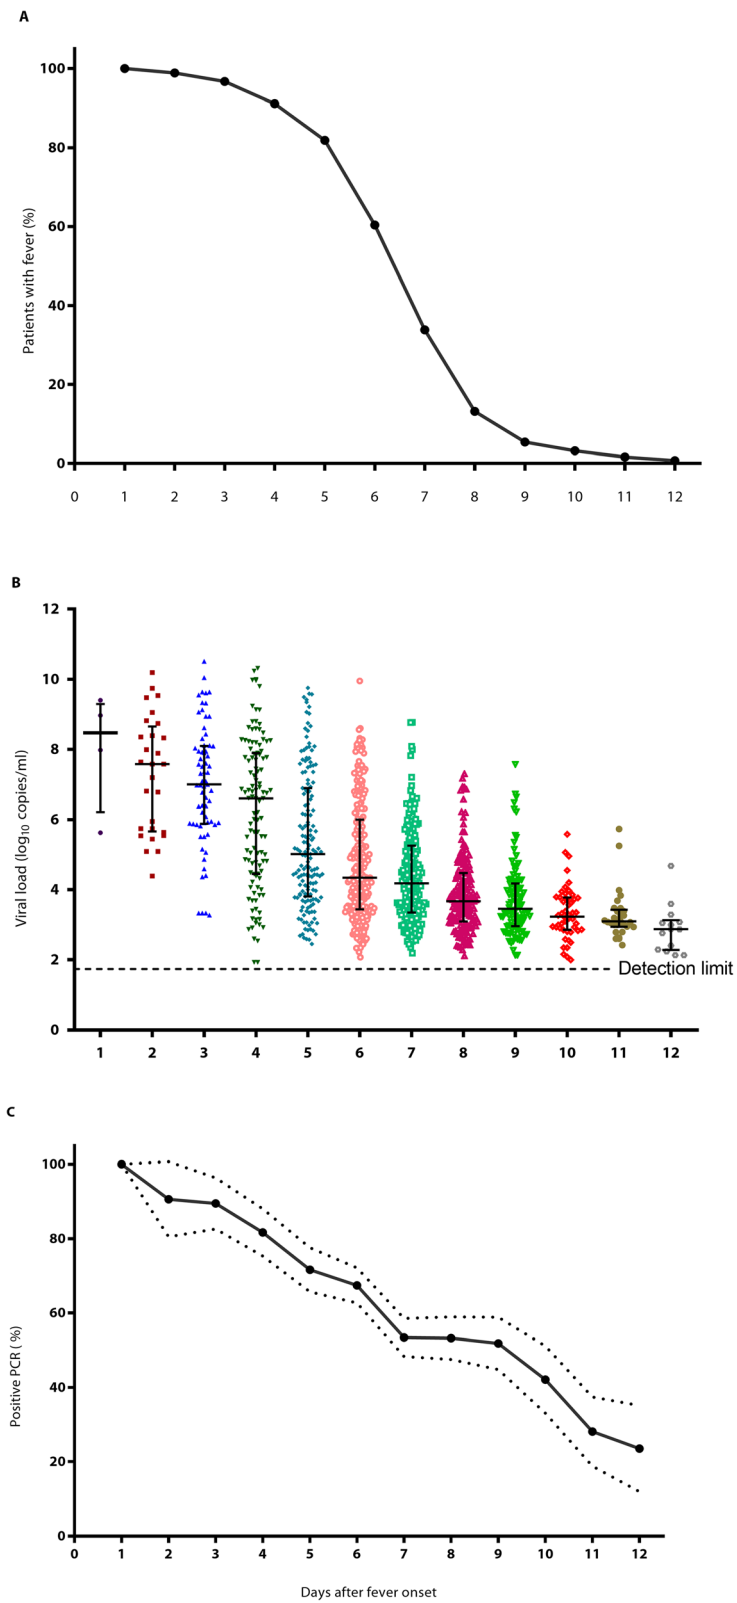 A
100
80
60
40
20
0
Patients with fever (%)
0 1 2 3 4 5 6 7 8 9 10 11 12
B
12
10
8
6
4
2
0
Viral load (log10 copies/ml)
Detection limit
1 2 3 4 5 6 7 8 9 10 11 12
C
100
80
60
40
20
0
Positive PCR ( %)
0 1 2 3 4 5 6 7 8 9 10 11 12
Days after fever onset